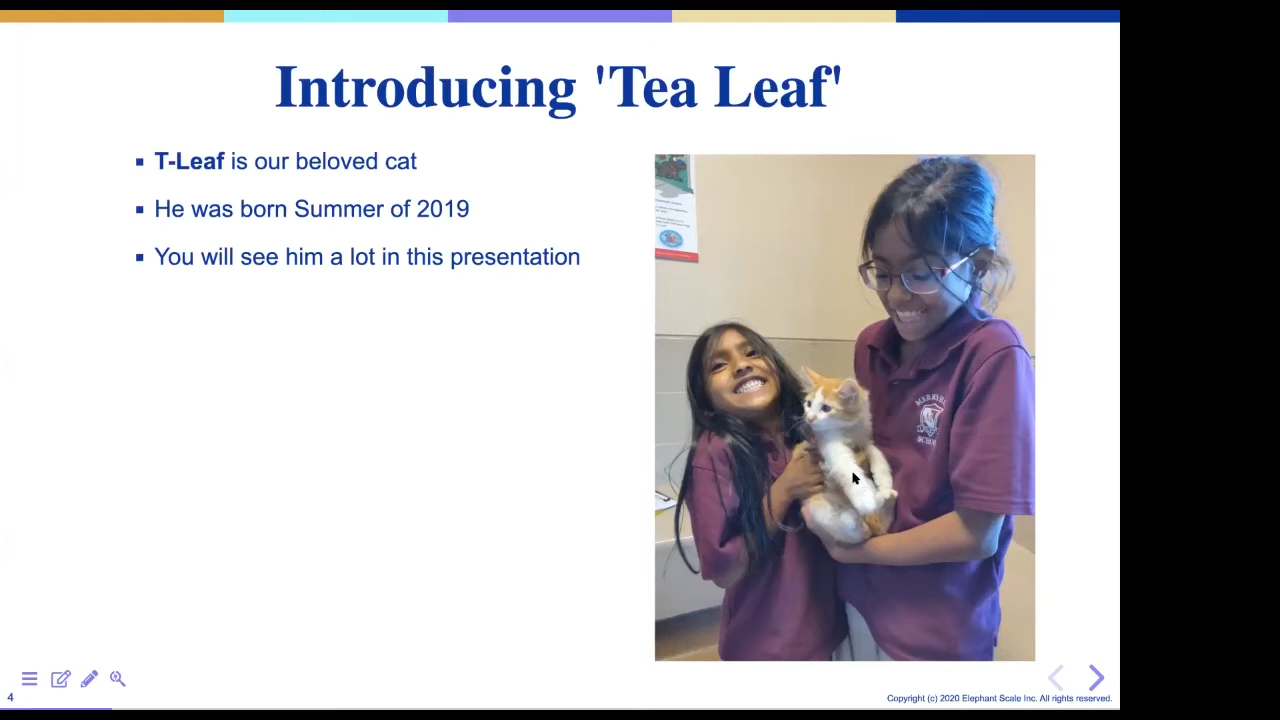 Introducing 'Tea Leaf'
T-Leaf is our beloved cat
He was born Summer of 2019
You will see him a lot in this presentation
4
Copyright (c) 2020 Elephant Scale Inc. All rights reserved.